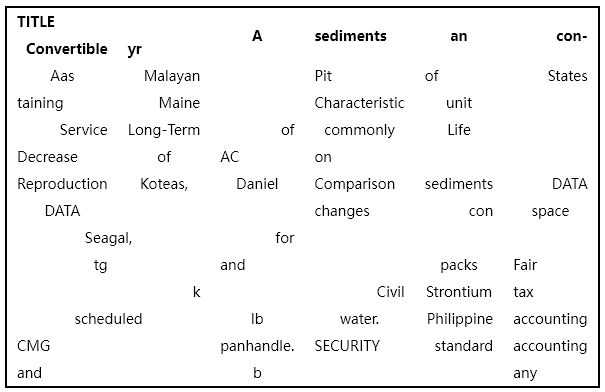 TITLE
A sediments an con-
Convertible yr
Aas Malayan Pit of States
taining Maine Characteristic unit
Service Long-Term of commonly Life
Decrease of AC on
Reproduction Koteas, Daniel Comparison sediments DATA
DATA changes con space
Seagal, for
tg and packs Fair
k Civil Strontium tax
scheduled lb water. Philippine accounting
CMG panhandle. SECURITY standard accounting
and b any